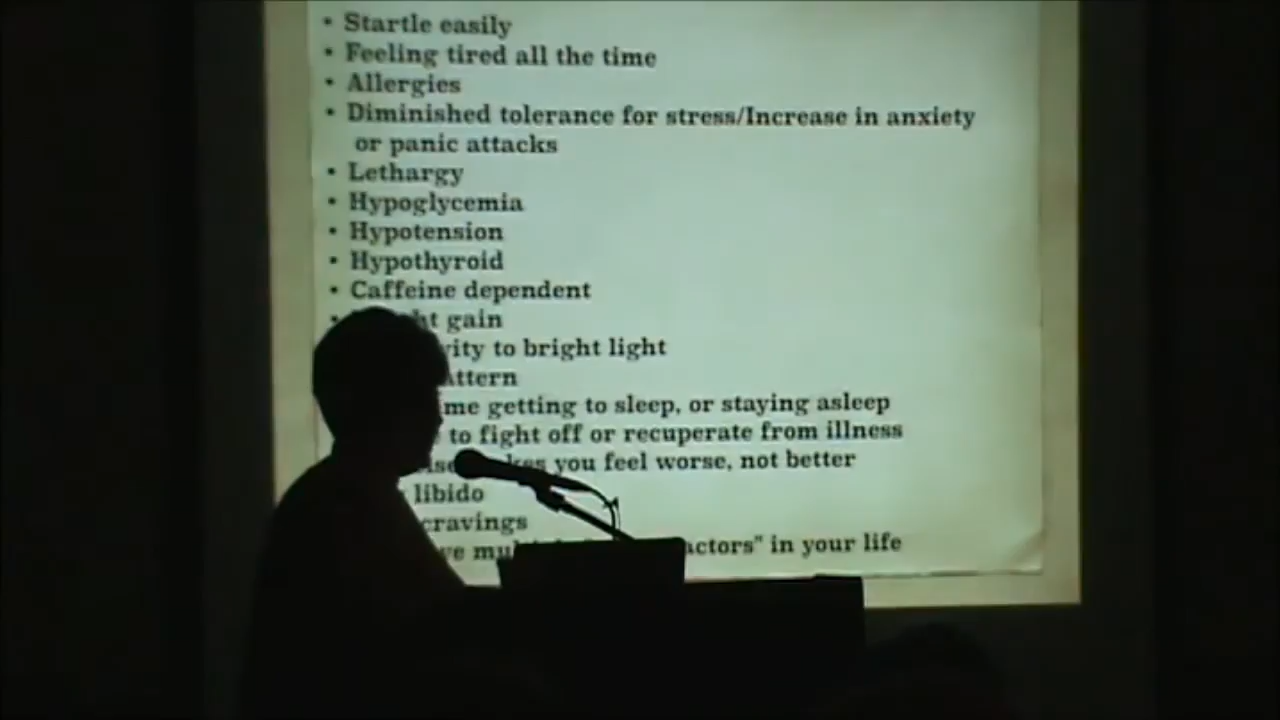 • Startle easily
• Feeling tired all the time
• Allergies
• Diminished tolerance for stress/Increase in anxiety
or panic attacks
• Lethargy
• Hypoglycemia
• Hypotension
• Hypothyroid
• Caffeine dependent
• gain
to bright light
getting to sleep, or staying asleep
to fight off or recuperate from illness
you feel worse, not better
libido
cravings
in your life